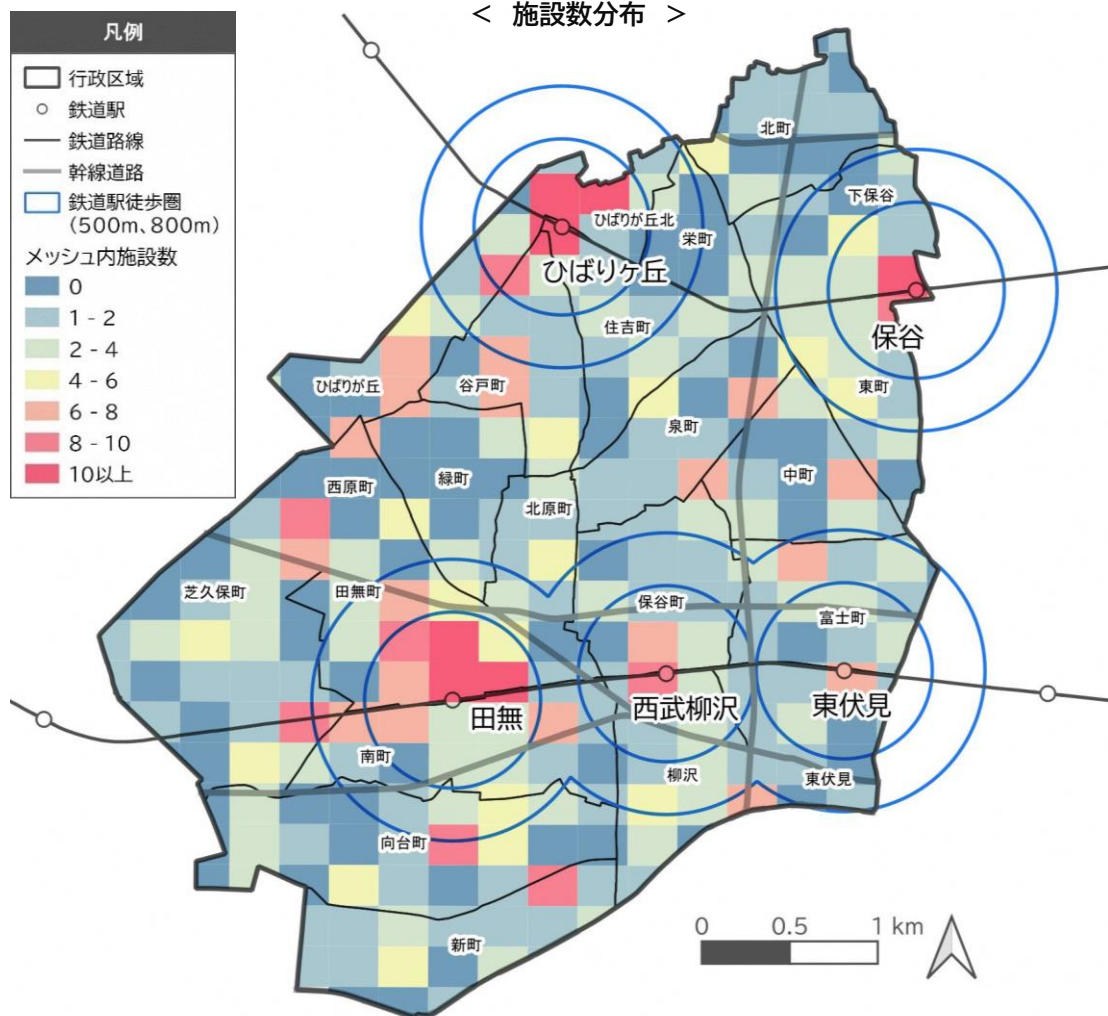 < 施設数分布 >
凡例
行政区域
鉄道駅
鉄道路線
幹線道路
鉄道駅徒歩圏
(500m、800m)
メッシュ内施設数
0
1 - 2
2 - 4
4 - 6
6 - 8
8 - 10
10以上
北町
下保谷
ひばりが丘北
栄町
ひばりヶ丘
住吉町
保谷
ひばりが丘
谷戸町
東町
泉町
西原町
緑町
中町
北原町
芝久保町
田無町
保谷町
富士町
田無
西武柳沢
東伏見
南町
柳沢
東伏見
向台町
新町
0 0.5 1 km